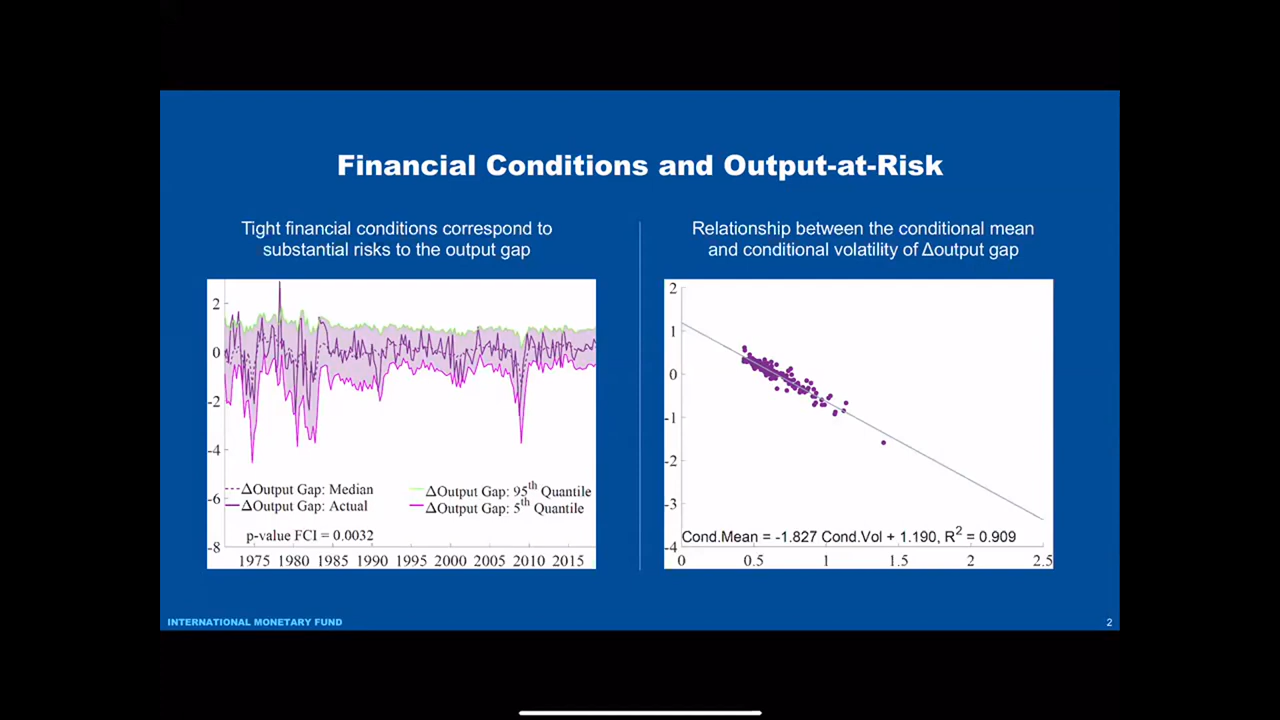 Financial Conditions and Output-at-Risk
Tight financial conditions correspond to
substantial risks to the output gap
2
0
-2
-4
-6
-8
ΔOutput Gap: Median
ΔOutput Gap: Actual
ΔOutput Gap: 95th Quantile
ΔOutput Gap: 5th Quantile
p-value FCI = 0.0032
1975 1980 1985 1990 1995 2000 2005 2010 2015
Relationship between the conditional mean
and conditional volatility of Δoutput gap
2
1
0
-1
-2
-3
-4
Cond.Mean = -1.827 Cond.Vol + 1.190, R2 = 0.909
0 0.5 1 1.5 2 2.5
INTERNATIONAL MONETARY FUND
2